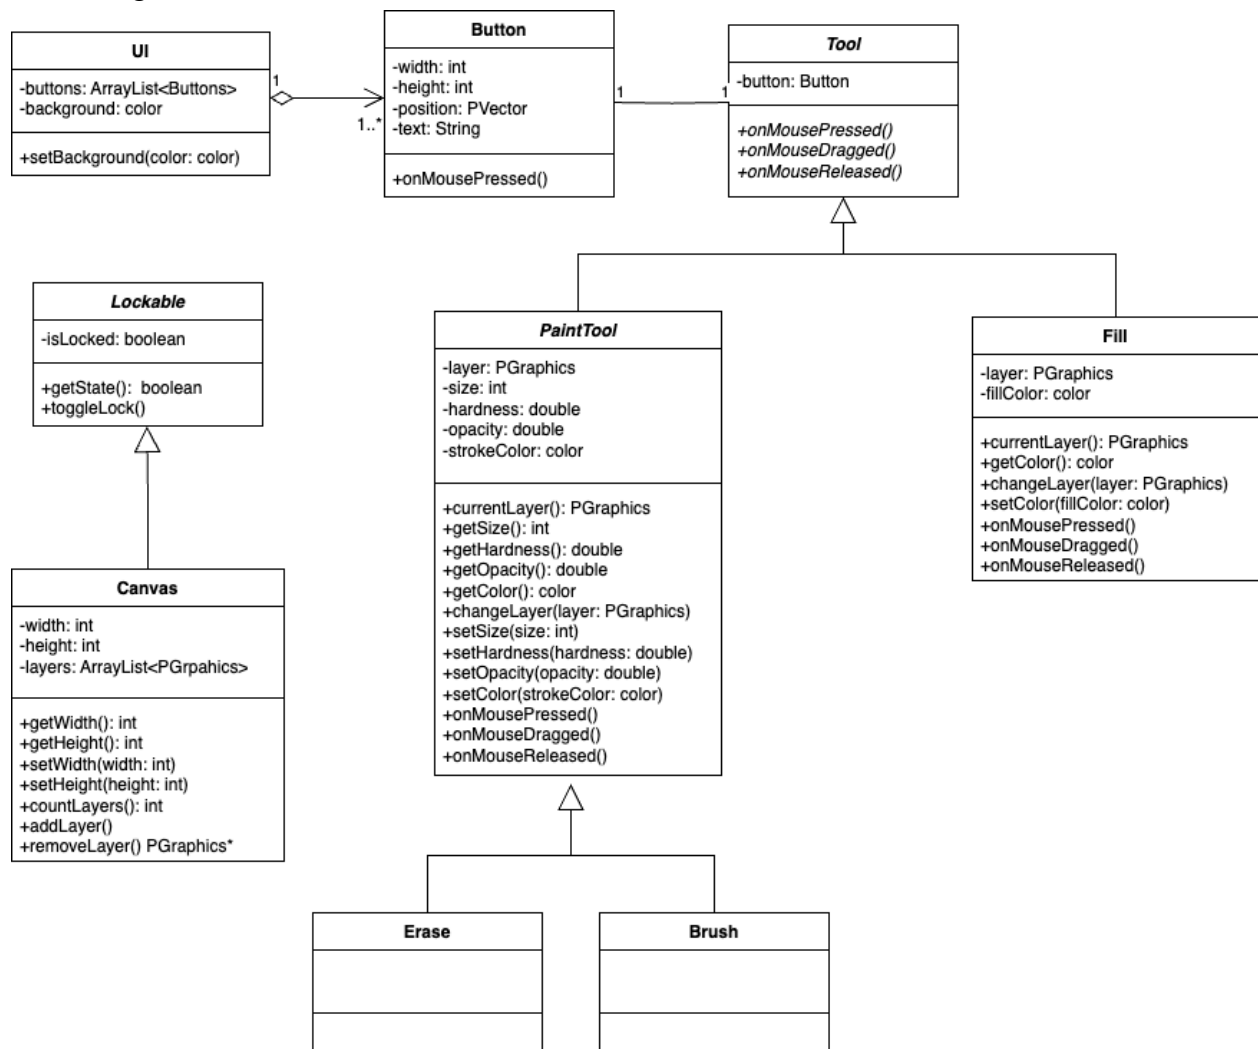 UI
-buttons: ArrayList<Buttons>
-background: color
+setBackground(color: color)
1
1..*
Button
-width: int
-height: int
-position: PVector
-text: String
+onMousePressed()
1
1
Tool
-button: Button
+onMousePressed()
+onMouseDragged()
+onMouseReleased()
Lockable
-isLocked: boolean
+getState(): boolean
+toggleLock()
PaintTool
-layer: PGraphics
-size: int
-hardness: double
-opacity: double
-strokeColor: color
+currentLayer(): PGraphics
+getSize(): int
+getHardness(): double
+getOpacity(): double
+getColor(): color
+changeLayer(layer: PGraphics)
+setSize(size: int)
+setHardness(hardness: double)
+setOpacity(opacity: double)
+setColor(strokeColor: color)
+onMousePressed()
+onMouseDragged()
+onMouseReleased()
Fill
-layer: PGraphics
-fillColor: color
+currentLayer(): PGraphics
+getColor(): color
+changeLayer(layer: PGraphics)
+setColor(fillColor: color)
+onMousePressed()
+onMouseDragged()
+onMouseReleased()
Canvas
-width: int
-height: int
-layers: ArrayList<PGrpahics>
+getWidth(): int
+getHeight(): int
+setWidth(width: int)
+setHeight(height: int)
+countLayers(): int
+addLayer()
+removeLayer() PGraphics*
Erase
Brush